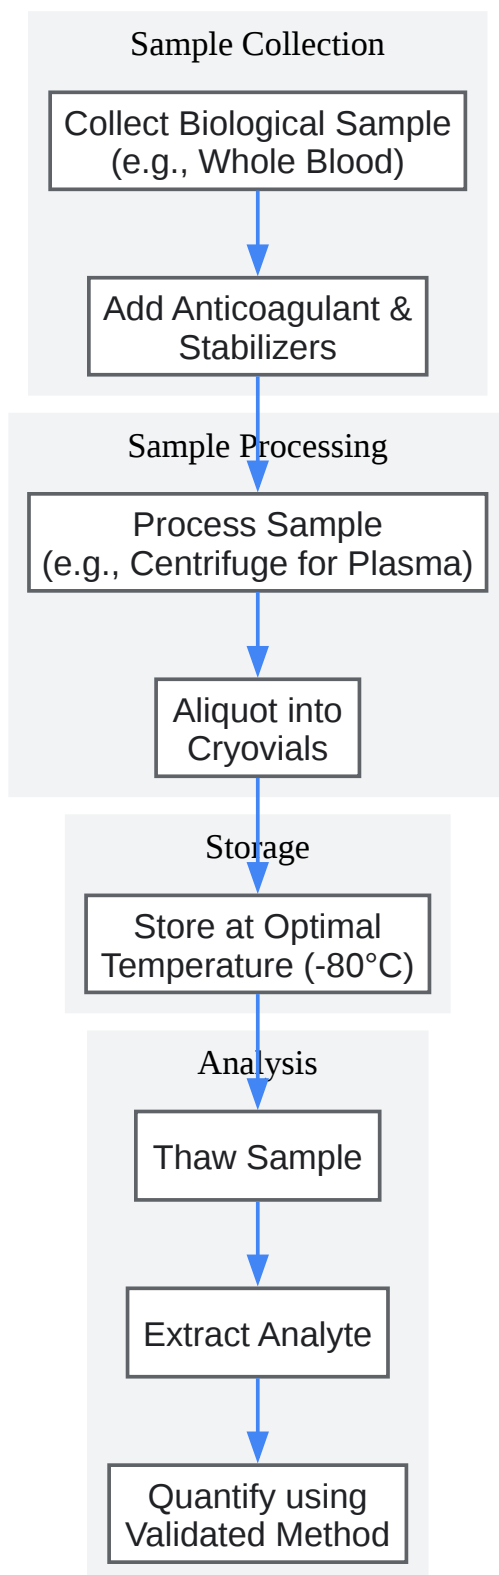 Sample Collection
Collect Biological Sample
(e.g., Whole Blood)
Add Anticoagulant &
Stabilizers
Sample Processing
Process Sample
(e.g., Centrifuge for Plasma)
Aliquot into
Cryovials
Storage
Store at Optimal
Temperature (-80°C)
Analysis
Thaw Sample
Extract Analyte
Quantify using
Validated Method